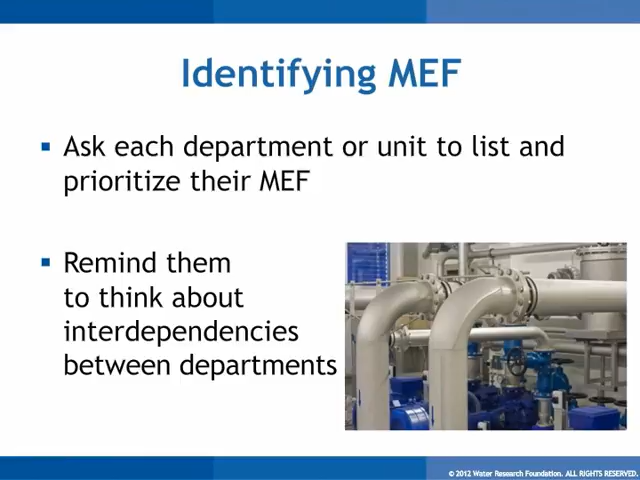 Identifying MEF
Ask each department or unit to list and
prioritize their MEF
Remind them
to think about
interdependencies
between departments
© 2012 Water Research Foundation. ALL RIGHTS RESERVED.